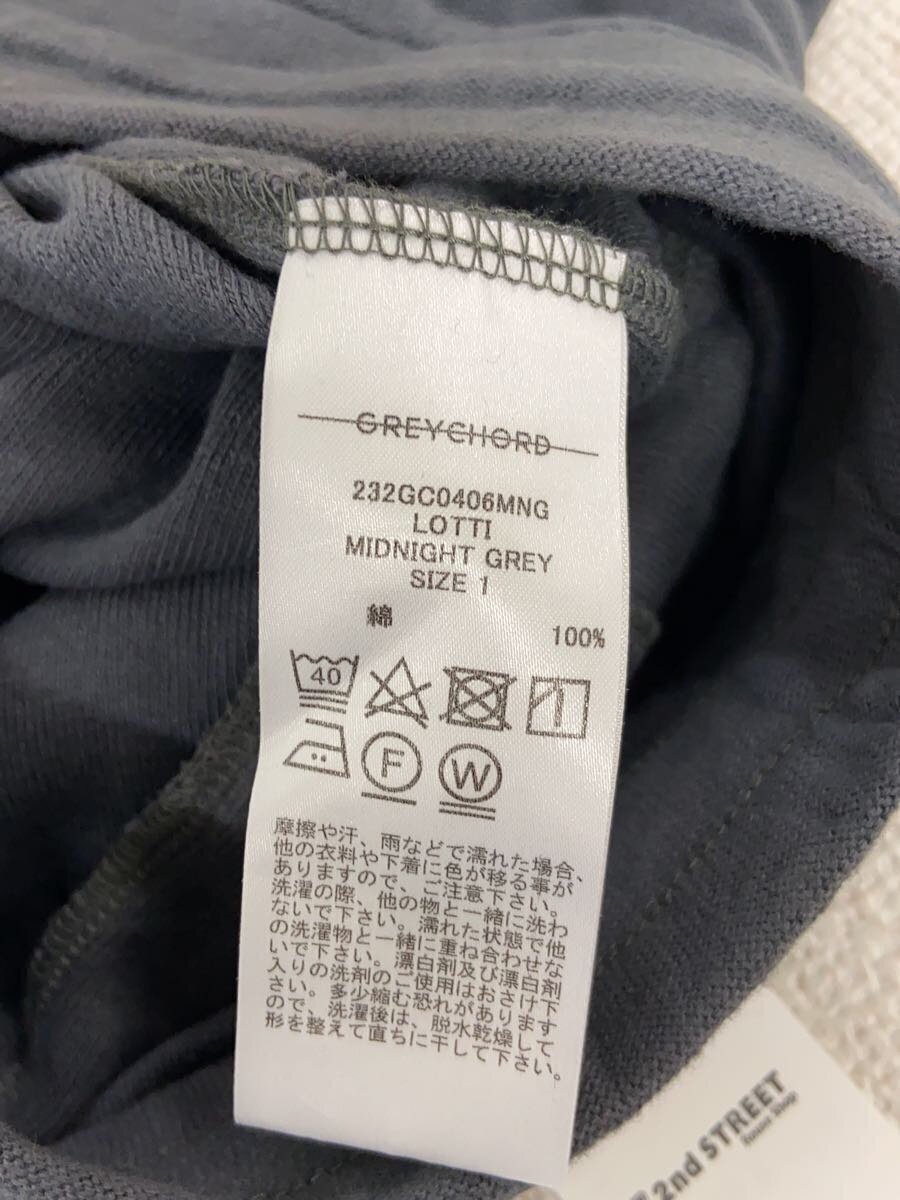 GREYCHORD
232GC0406MNG
LOTTI
MIDNIGHT GREY
SIZE 1
綿 100%
40
F W
摩擦や汗、雨などで濡れた場合、
他の衣料や下着に色が移る事が
ありますので、ご注意下さい。
洗濯の際、他の物と一緒に洗わ
ないで下さい。濡れた状態で他
の洗濯物と一緒に重ね合わせな
いで下さい。漂白剤及び漂白剤
入りの洗剤のご使用はおさけ下
さい。多少縮む恐れがあります
ので、洗濯後は、脱水乾燥して
形を整えて直ちに干して下さい。
2nd STREET